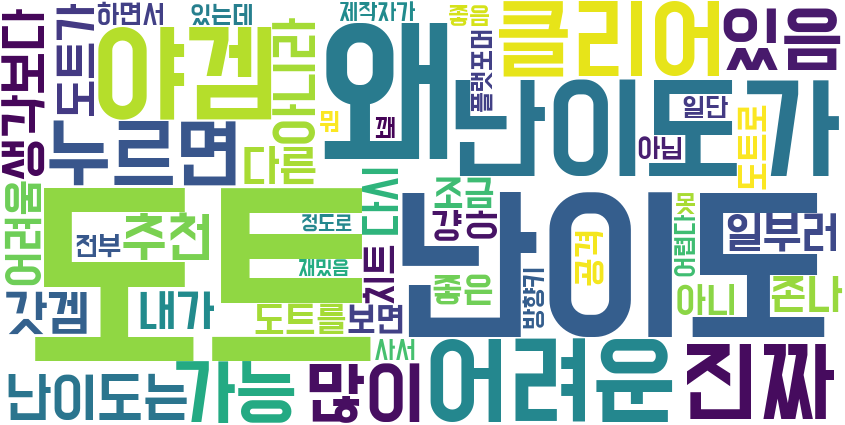 하면서 있는데 제작자가 좋음 클리어 있음
생각보다 도트가 야겜 아니라 뭐 꽤 왜 플랫포머 난이도가 일단 아님 도트로
누르면 다른
어려움 도트 추천 전부 정도로 재밌음 샀다 치트 조금 걍하 좋은 난이도 방향키 공격 못 어렵다 일부러
갓겜 내가 도트를 보면 아니 존나
난이도는 가능 많이 사서 어려운 진짜